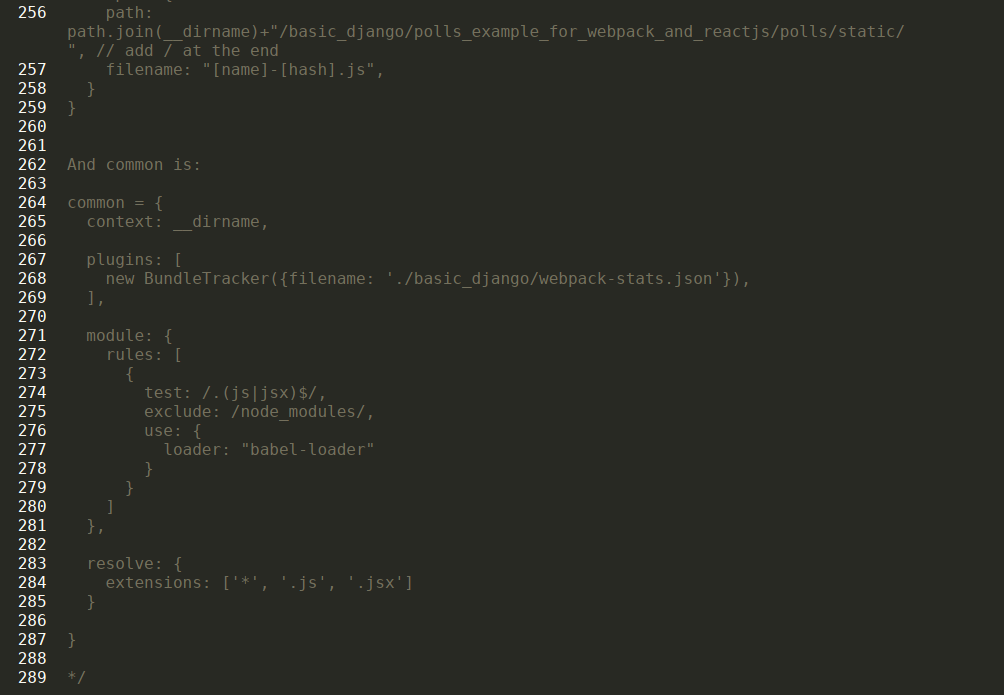 256       path:
path.join(__dirname)+"/basic_django/polls_example_for_webpack_and_reactjs/polls/static/
", // add / at the end
257       filename: "[name]-[hash].js",
258     }
259   }
260
261
262   And common is:
263
264   common = {
265     context: __dirname,
266
267     plugins: [
268       new BundleTracker({filename: './basic_django/webpack-stats.json'}),
269     ],
270
271     module: {
272       rules: [
273         {
274           test: /.(js|jsx)$/,
275           exclude: /node_modules/,
276           use: {
277             loader: "babel-loader"
278           }
279         }
280       ]
281     },
282
283     resolve: {
284       extensions: ['*', '.js', '.jsx']
285     }
286
287   }
288
289   */